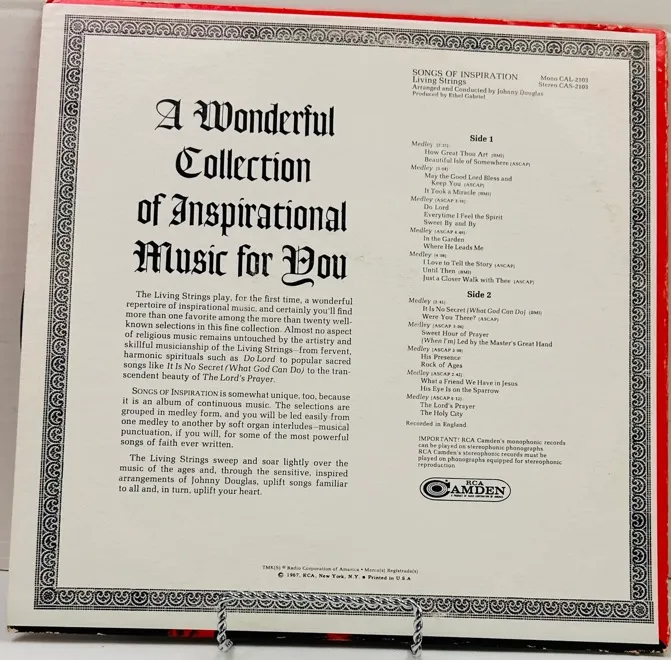 A Wonderful
Collection
of Inspirational
Music for You
The Living Strings play, for the first time, a wonderful
repertoire of inspirational music, and certainly you'll find
more than one favorite among the more than twenty well-
known selections in this fine collection. Almost no aspect
of religious music remains untouched by the artistry and
skillful musicianship of the Living Strings—from fervent,
harmonic spirituals such as Do Lord to popular sacred
songs like It Is No Secret (What God Can Do) to the tran-
scendent beauty of The Lord's Prayer.
SONGS OF INSPIRATION is somewhat unique, too, because
it is an album of continuous music. The selections are
grouped in medley form, and you will be led easily from
one medley to another by soft organ interludes—musical
punctuation, if you will, for some of the most powerful
songs of faith ever written.
The Living Strings sweep and soar lightly over the
music of the ages and, through the sensitive, inspired
arrangements of Johnny Douglas, uplift songs familiar
to all and, in turn, uplift your heart.
SONGS OF INSPIRATION Mono CAL-2103
Living Strings Stereo CAS-2103
Arranged and Conducted by Johnny Douglas
Produced by Ethel Gabriel
Side 1
Medley
How Great Thou Art (BMI)
Beautiful Isle of Somewhere (ASCAP)
Medley
May the Good Lord Bless and
Keep You (ASCAP)
It Took a Miracle (BMI)
Medley (ASCAP
Do Lord
Everytime I Feel the Spirit
Sweet By and By
Medley (ASCAP
In the Garden
Where He Leads Me
Medley
I Love to Tell the Story (ASCAP)
Until Then (BMI)
Just a Closer Walk with Thee (ASCAP)
Side 2
Medley
It Is No Secret (What God Can Do) (BMI)
Were You There? (ASCAP)
Medley (ASCAP
Sweet Hour of Prayer
(When I'm) Led by the Master's Great Hand
Medley (ASCAP
His Presence
Rock of Ages
Medley (ASCAP
What a Friend We Have in Jesus
His Eye Is on the Sparrow
Medley (ASCAP
The Lord's Prayer
The Holy City
Recorded in England
IMPORTANT! RCA Camden's monophonic records
can be played on stereophonic phonographs
RCA Camden's stereophonic records must be
played on phonographs equipped for stereophonic
reproduction
RCA
CAMDEN
TMK(S) ® Radio Corporation of America • Marca(s) Registrada(s)
© 1967, RCA, New York, N.Y. • Printed in U S A